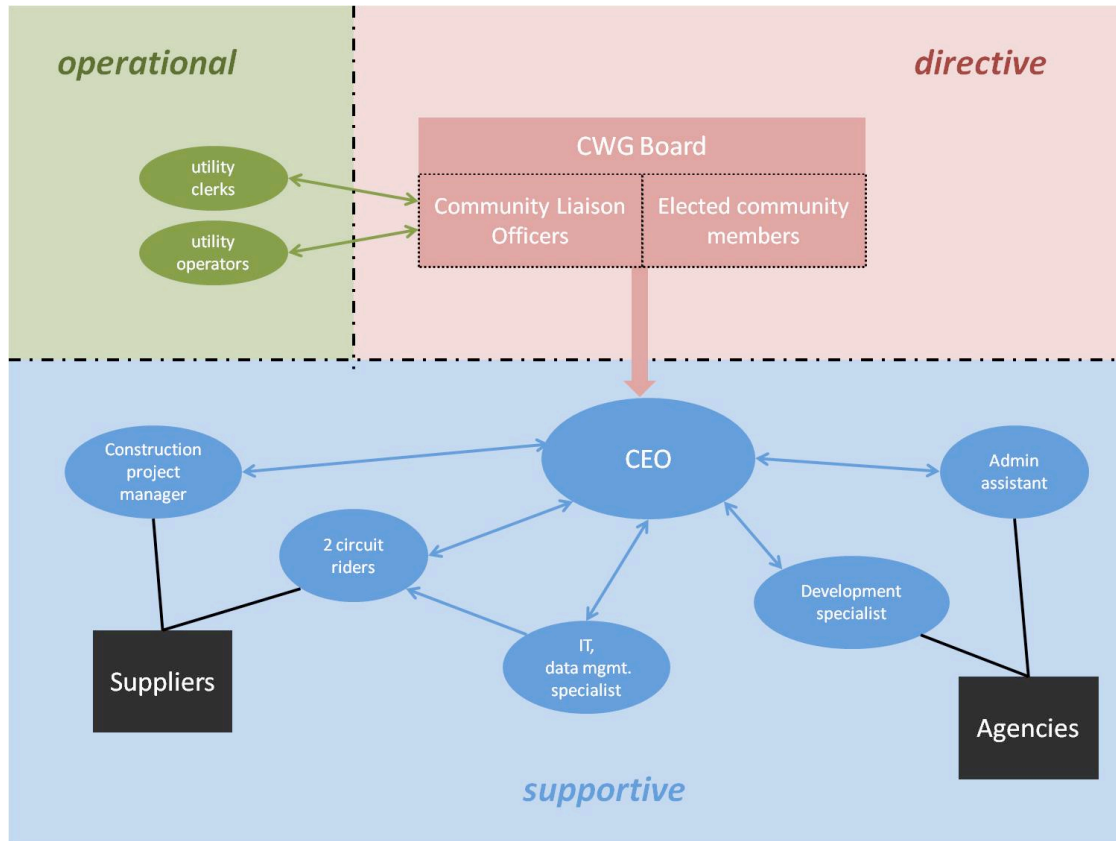 operational
directive
CWG Board
utility
clerks
Community Liaison
Officers
Elected community
members
utility
operators
CEO
Construction
project
manager
Admin
assistant
2 circuit
riders
Development
specialist
IT,
data mgmt.
specialist
Suppliers
Agencies
supportive